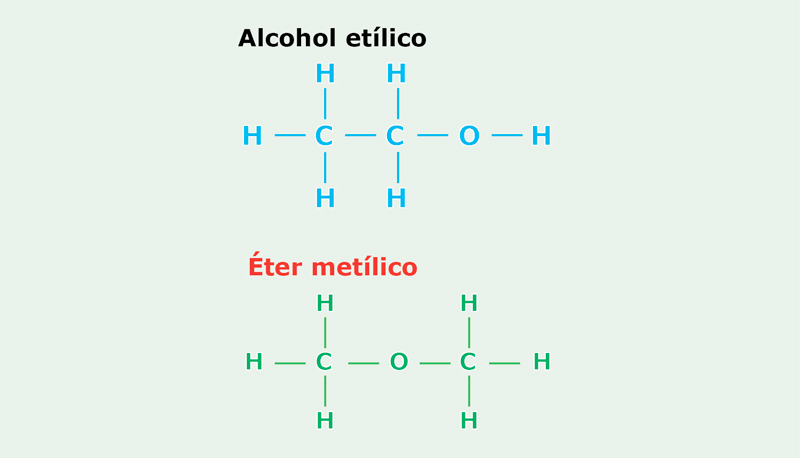 Alcohol etílico
H H
H — C — C — O — H
H H
Éter metílico
H H
H — C — O — C — H
H H